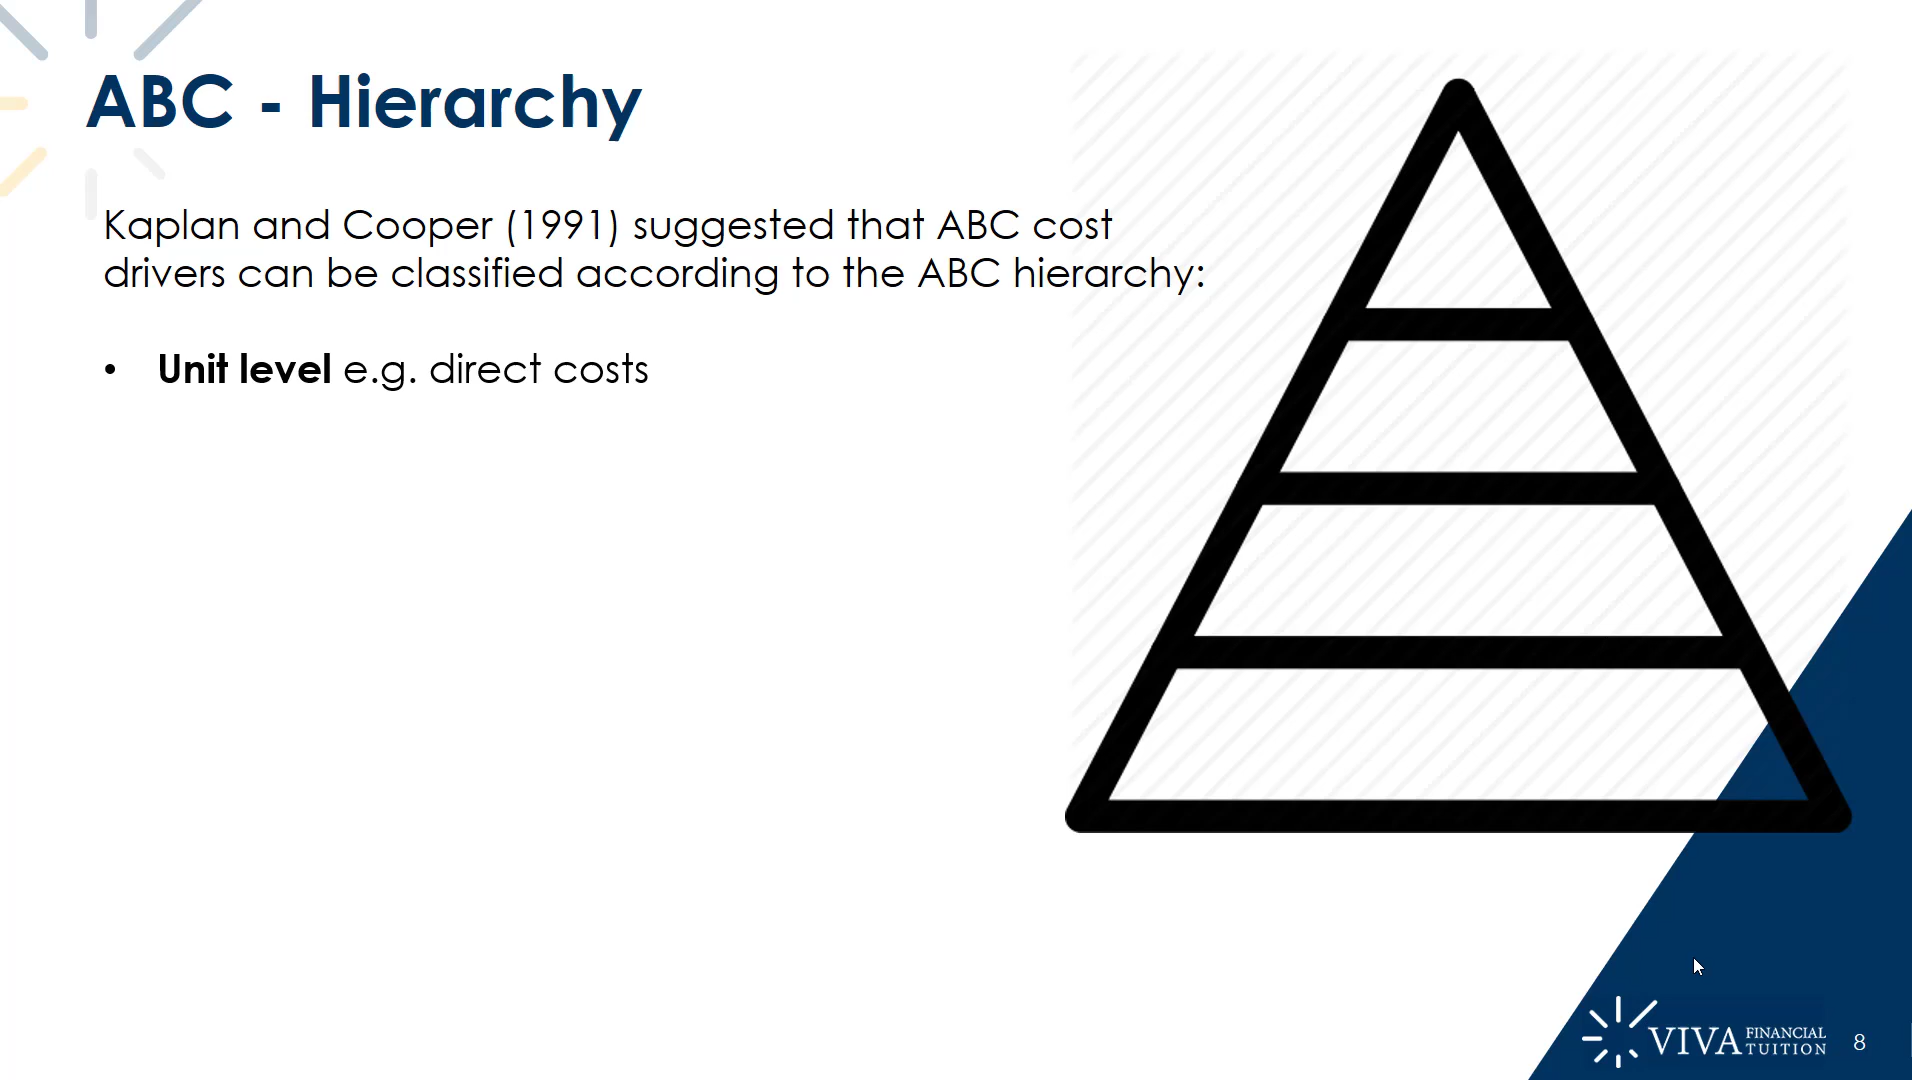 ABC - Hierarchy
Kaplan and Cooper (1991) suggested that ABC cost
drivers can be classified according to the ABC hierarchy:
• Unit level e.g. direct costs
VIVA FINANCIAL
TUITION
8